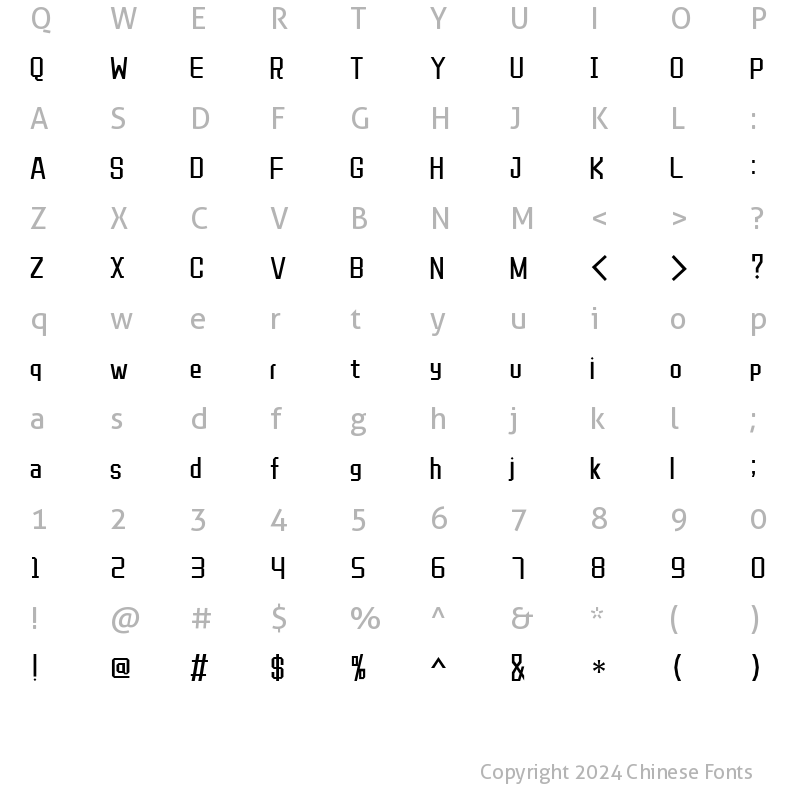 Q W E R T Y U I O P
Q W E R T Y U I O P
A S D F G H J K L :
A S D F G H J K L :
Z X C V B N M < > ?
Z X C V B N M < > ?
q w e r t y u i o p
q w e r t y u i o p
a s d f g h j k l ;
a s d f g h j k l ;
1 2 3 4 5 6 7 8 9 0
1 2 3 4 5 6 7 8 9 0
! @ # $ % ^ & * ( )
! @ # $ % ^ & * ( )
Copyright 2024 Chinese Fonts